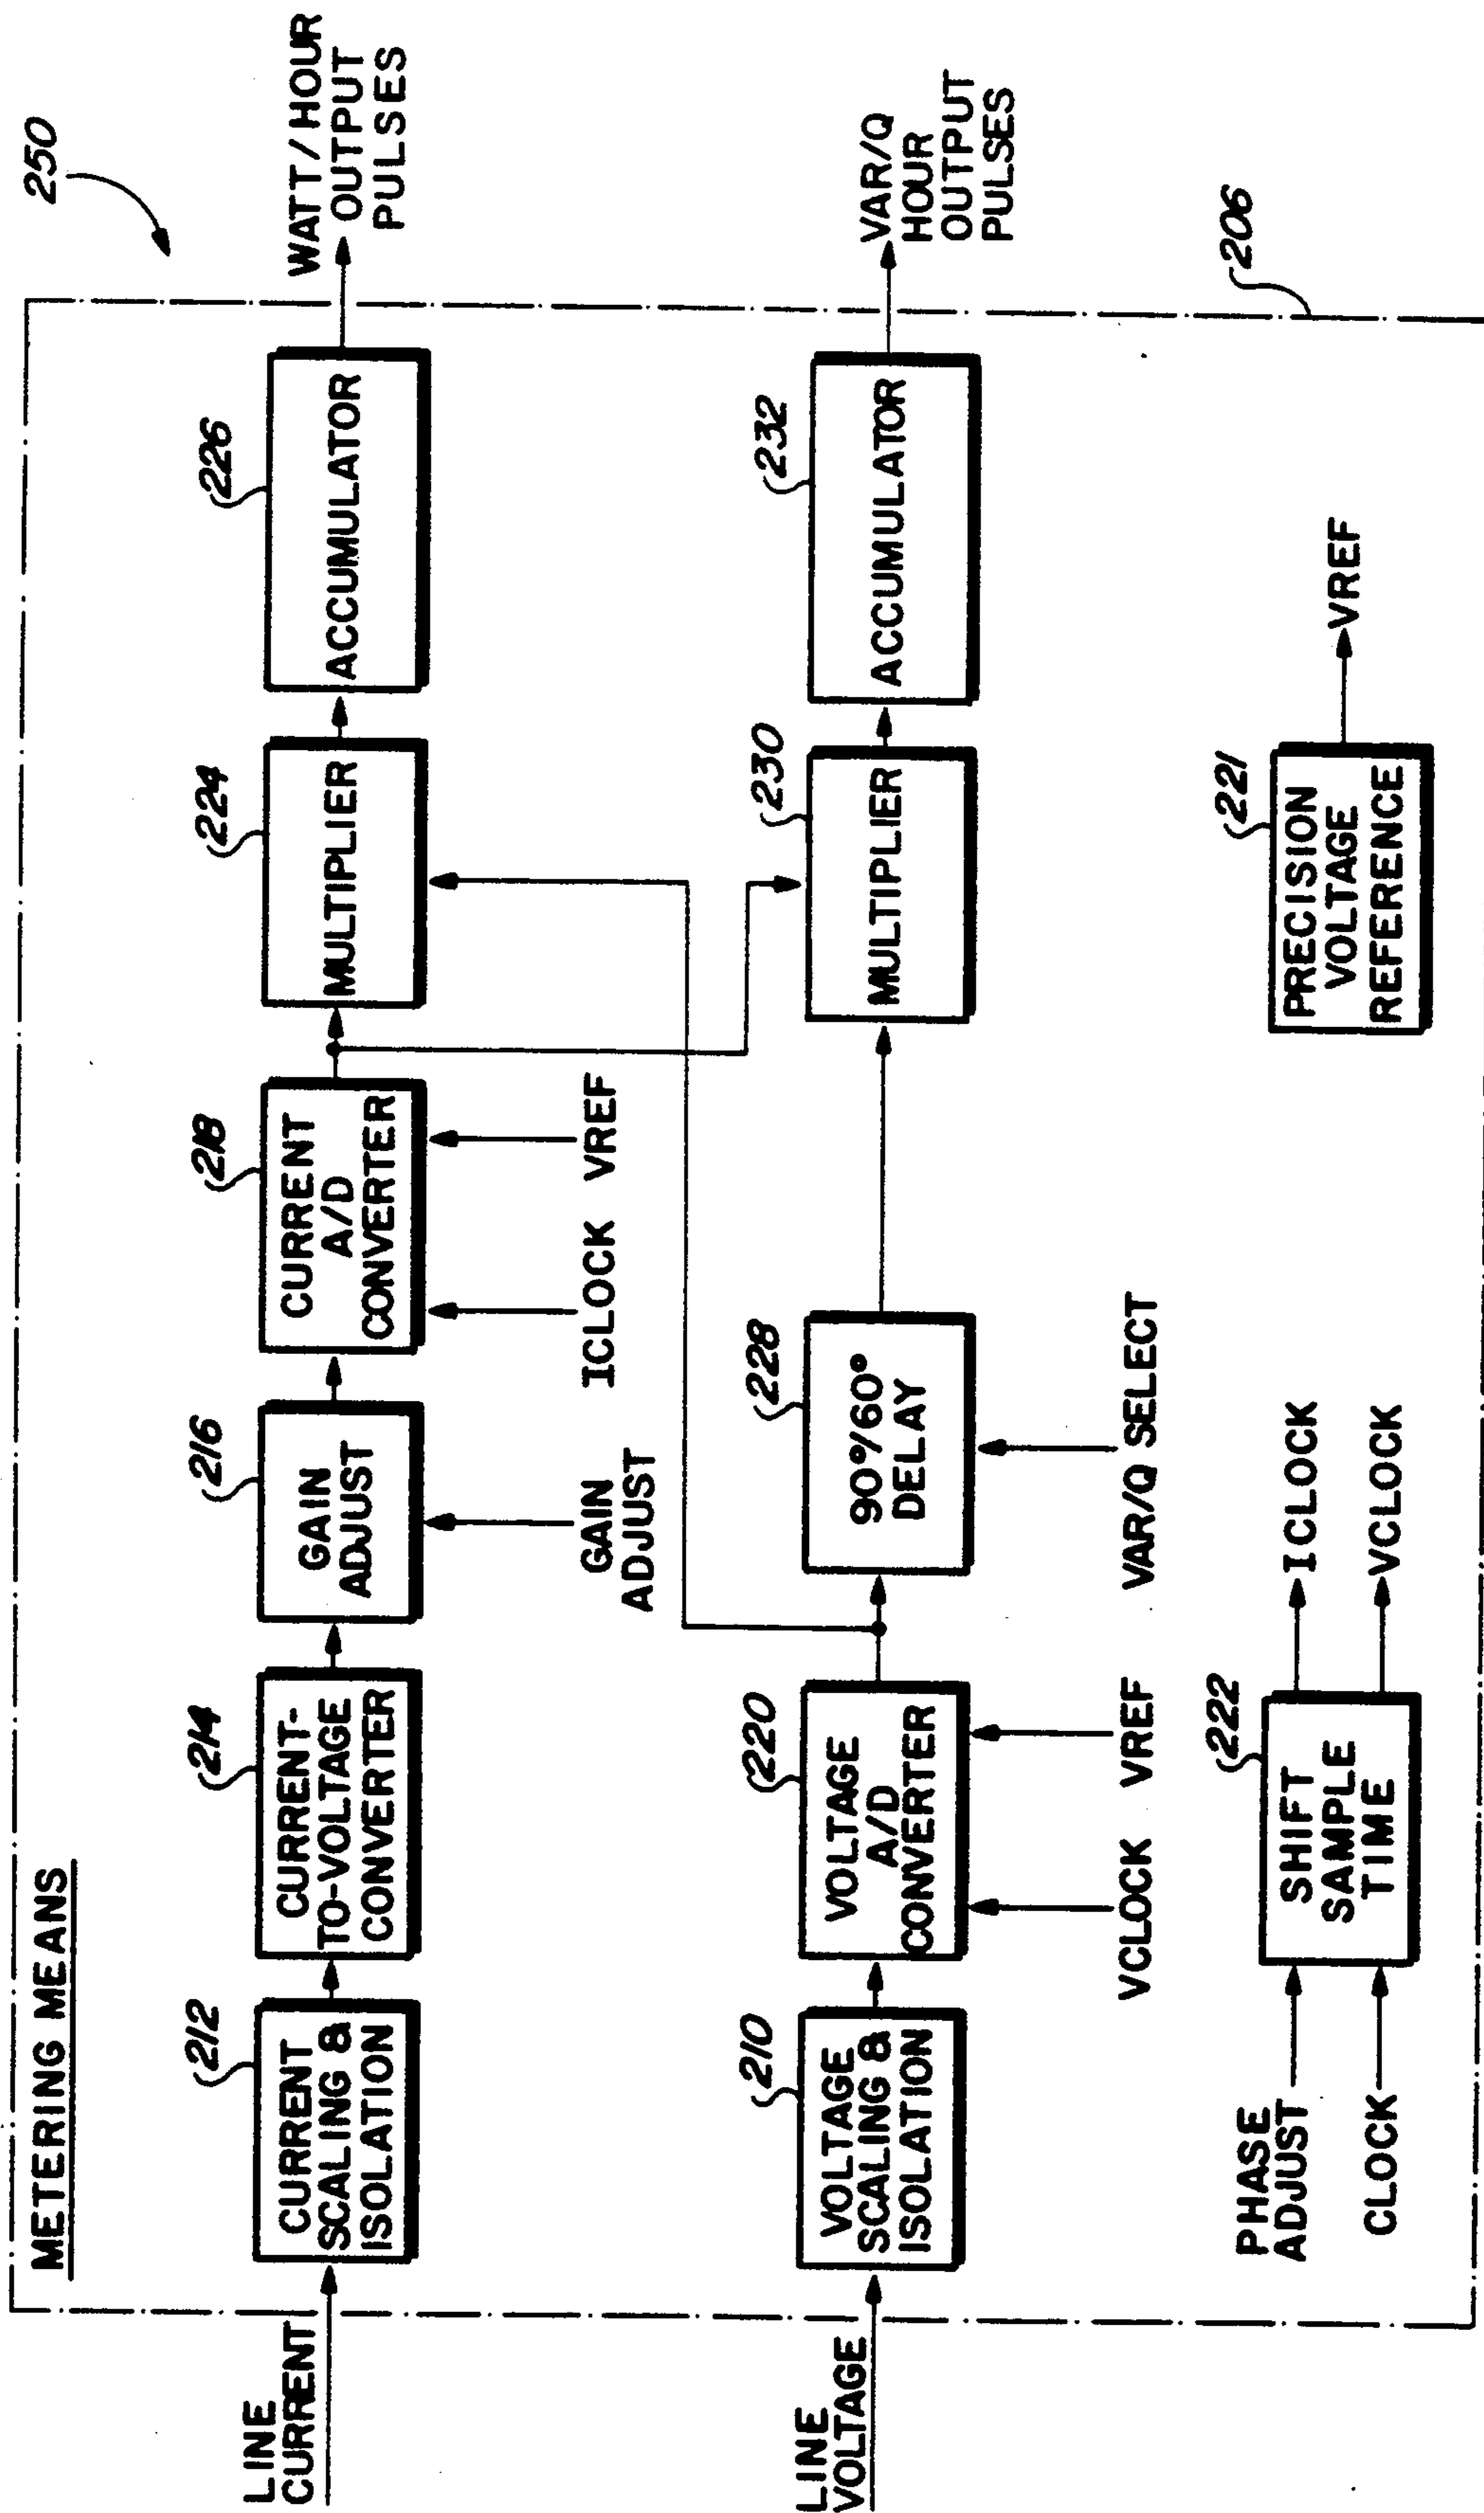 METERING MEANS
250
206
LINE
CURRENT
212
CURRENT
SCALING &
ISOLATION
214
CURRENT-
TO-VOLTAGE
CONVERTER
216
GAIN
ADJUST
GAIN
ADJUST
218
CURRENT
A/D
CONVERTER
ICLOCK VREF
224
MULTIPLIER
226
ACCUMULATOR
WATT/HOUR
OUTPUT
PULSES
LINE
VOLTAGE
210
VOLTAGE
SCALING &
ISOLATION
220
VOLTAGE
A/D
CONVERTER
VCLOCK VREF
228
90°/60°
DELAY
VAR/Q SELECT
230
MULTIPLIER
232
ACCUMULATOR
VAR/Q
HOUR
OUTPUT
PULSES
PHASE
ADJUST
CLOCK
222
SHIFT
SAMPLE
TIME
ICLOCK
VCLOCK
221
PRECISION
VOLTAGE
REFERENCE
VREF